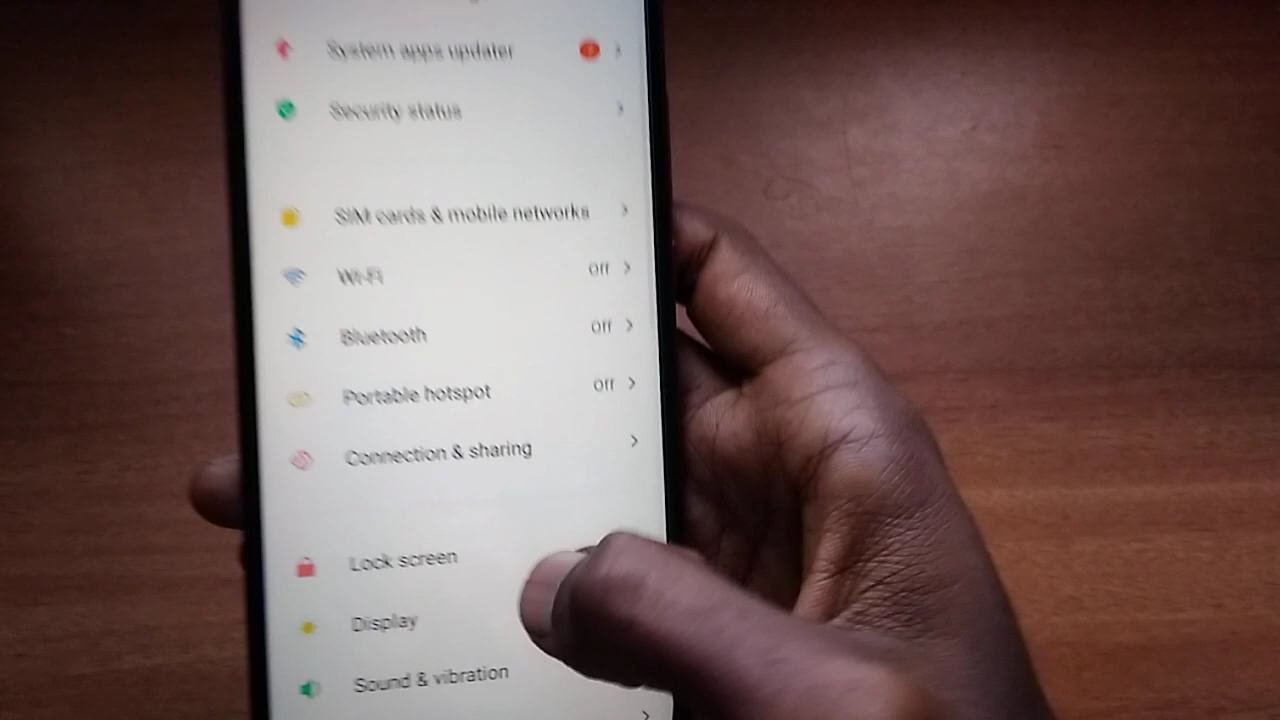 System apps updater
Security status
SIM cards & mobile networks
Wi-Fi Off
Bluetooth Off
Portable hotspot Off
Connection & sharing
Lock screen
Display
Sound & vibration